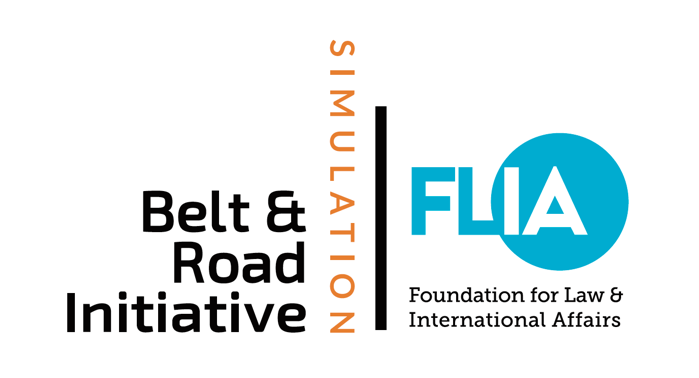 Belt &
Road
Initiative
SIMULATION
FLIA
Foundation for Law &
International Affairs